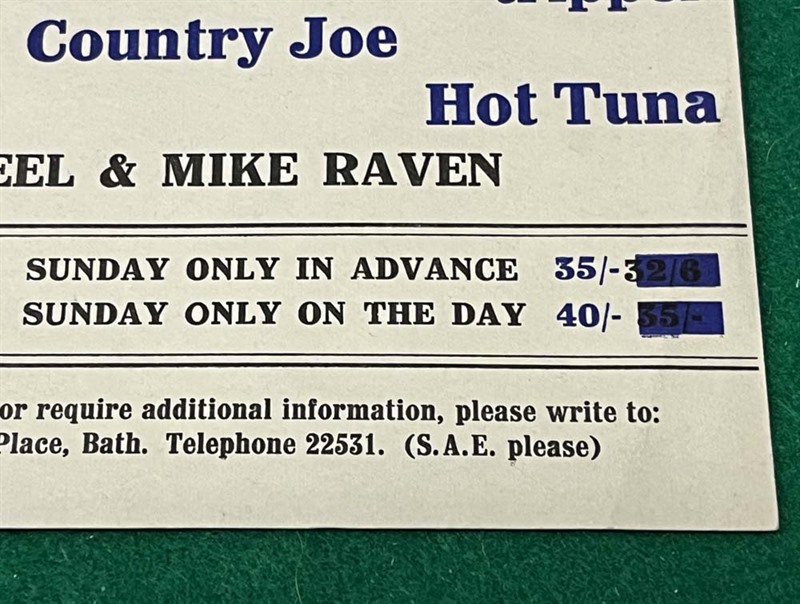 Country Joe
Hot Tuna
EEL & MIKE RAVEN
SUNDAY ONLY IN ADVANCE 35/- 32/6
SUNDAY ONLY ON THE DAY 40/- 35/-
or require additional information, please write to:
Place, Bath. Telephone 22531. (S.A.E. please)